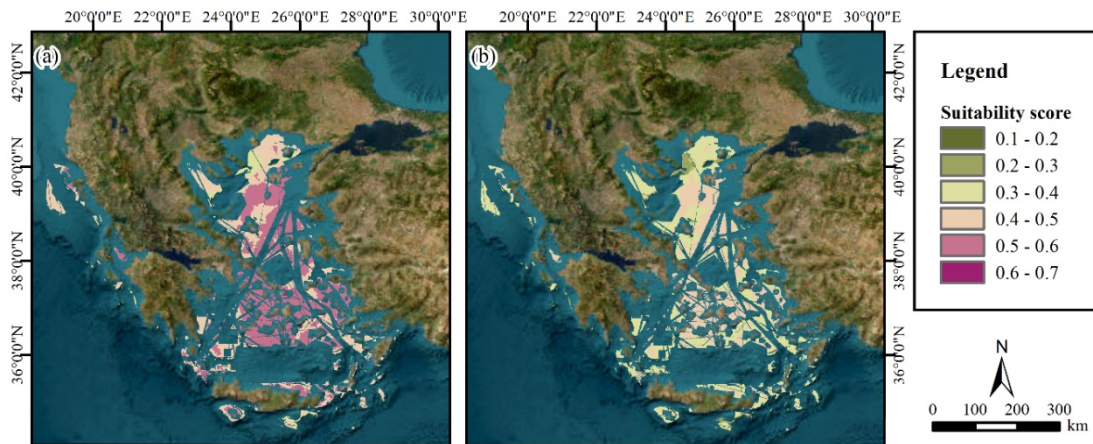 20°0'0"E 22°0'0"E 24°0'0"E 26°0'0"E 28°0'0"E 30°0'0"E
20°0'0"E 22°0'0"E 24°0'0"E 26°0'0"E 28°0'0"E 30°0'0"E
(a)
42°0'0"N
40°0'0"N
38°0'0"N
36°0'0"N
(b)
42°0'0"N
40°0'0"N
38°0'0"N
36°0'0"N
Legend
Suitability score
0.1 - 0.2
0.2 - 0.3
0.3 - 0.4
0.4 - 0.5
0.5 - 0.6
0.6 - 0.7
N
0 100 200 300
km